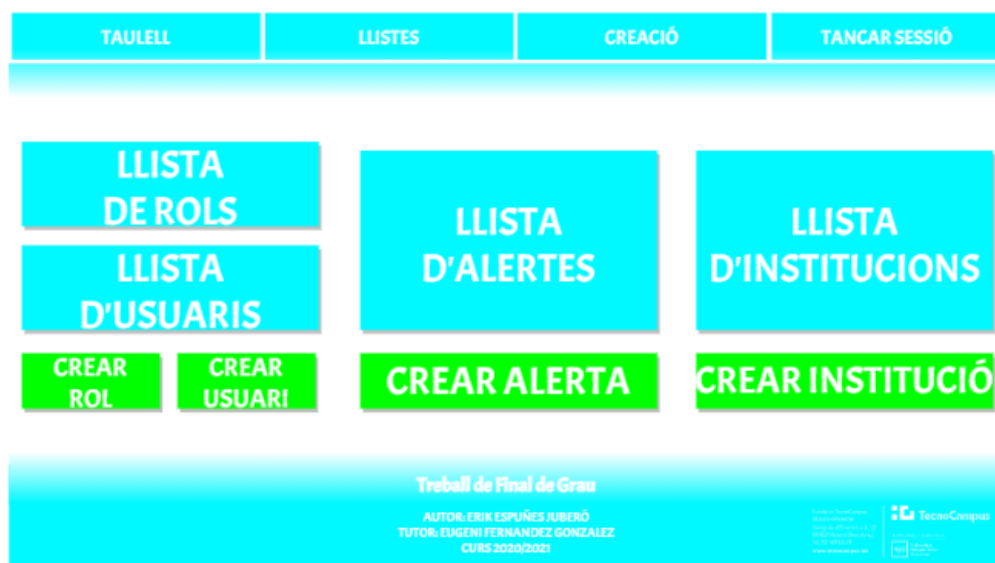 TAULELL
LLISTES
CREACIÓ
TANCAR SESSIÓ
LLISTA
DE ROLS
LLISTA
D'USUARIS
LLISTA
D'ALERTES
LLISTA
D'INSTITUCIONS
CREAR
ROL
CREAR
USUARI
CREAR ALERTA
CREAR INSTITUCIÓ
Treball de Final de Grau
AUTOR: ERIK ESPUÑES JUBERÓ
TUTOR: EUGENI FERNANDEZ GONZALEZ
CURS 2020/2021
TecnoCampus